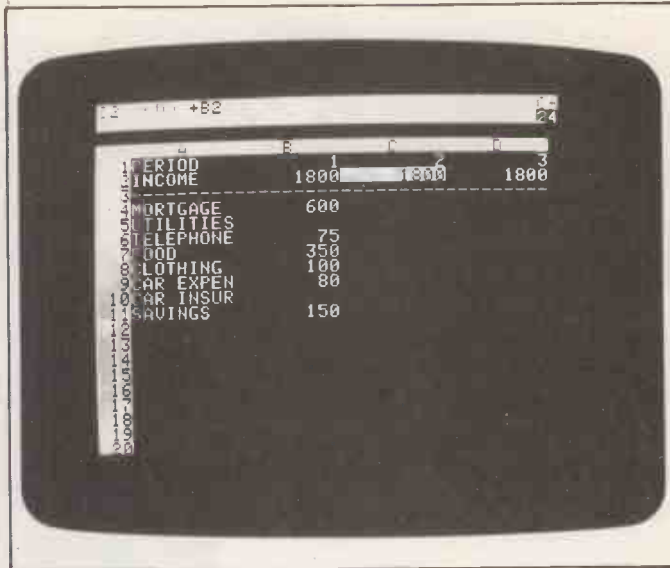 C2 +B2 C-
24
A B C D
1 PERIOD 1 2 3
2 INCOME 1800 1800 1800
3 ----------------------------------------
4 MORTGAGE 600
5 UTILITIES
6 TELEPHONE 75
7 FOOD 350
8 CLOTHING 100
9 CAR EXPEN 80
10 CAR INSUR
11 SAVINGS 150
12
13
14
15
16
17
18
19
20